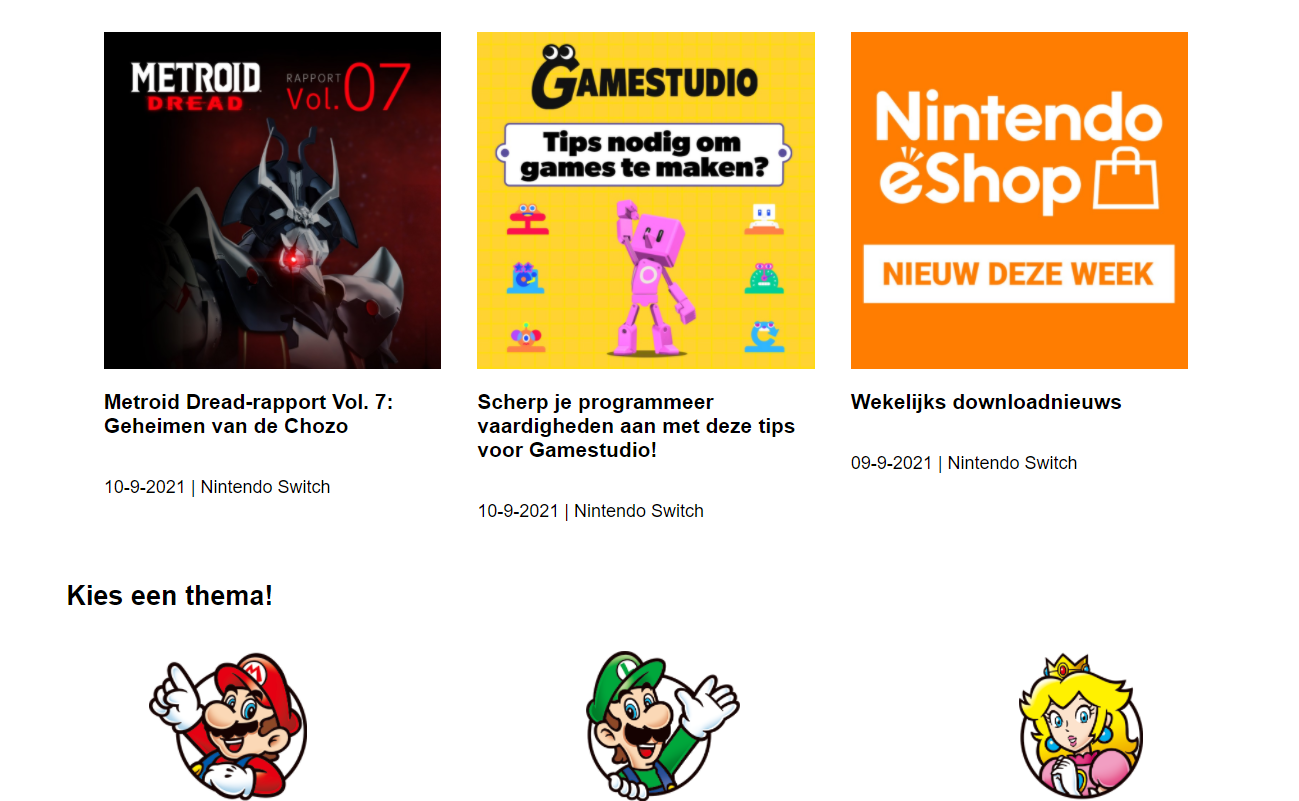 METROID
DREAD
RAPPORT
Vol.07
GAMESTUDIO
Tips nodig om
games te maken?
Nintendo
eShop
NIEUW DEZE WEEK
Metroid Dread-rapport Vol. 7:
Geheimen van de Chozo
10-9-2021 | Nintendo Switch
Scherp je programmeer
vaardigheden aan met deze tips
voor Gamestudio!
10-9-2021 | Nintendo Switch
Wekelijks downloadnieuws
09-9-2021 | Nintendo Switch
Kies een thema!
M
L